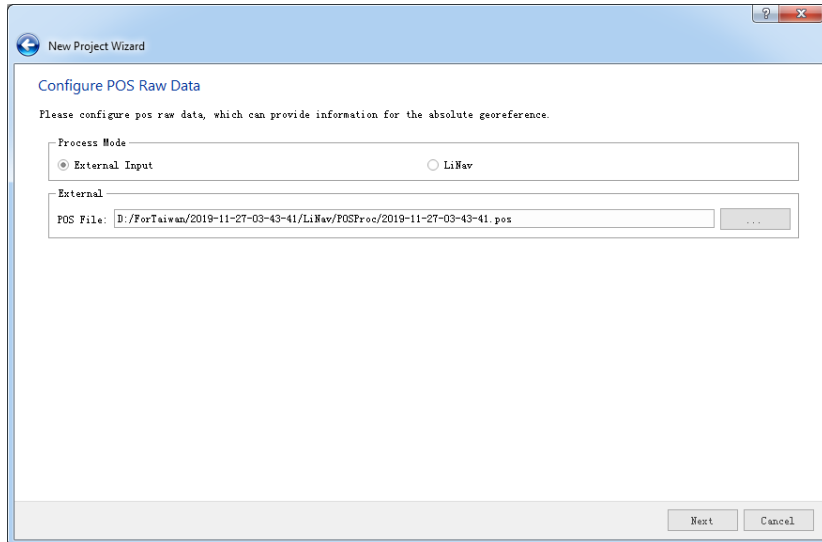 ?
New Project Wizard
Configure POS Raw Data
Please configure pos raw data, which can provide information for the absolute georeference.
Process Mode
External Input
LiNav
External
POS File: D:/ForTaiwan/2019-11-27-03-43-41/LiNav/POSProc/2019-11-27-03-43-41.pos
...
Next
Cancel